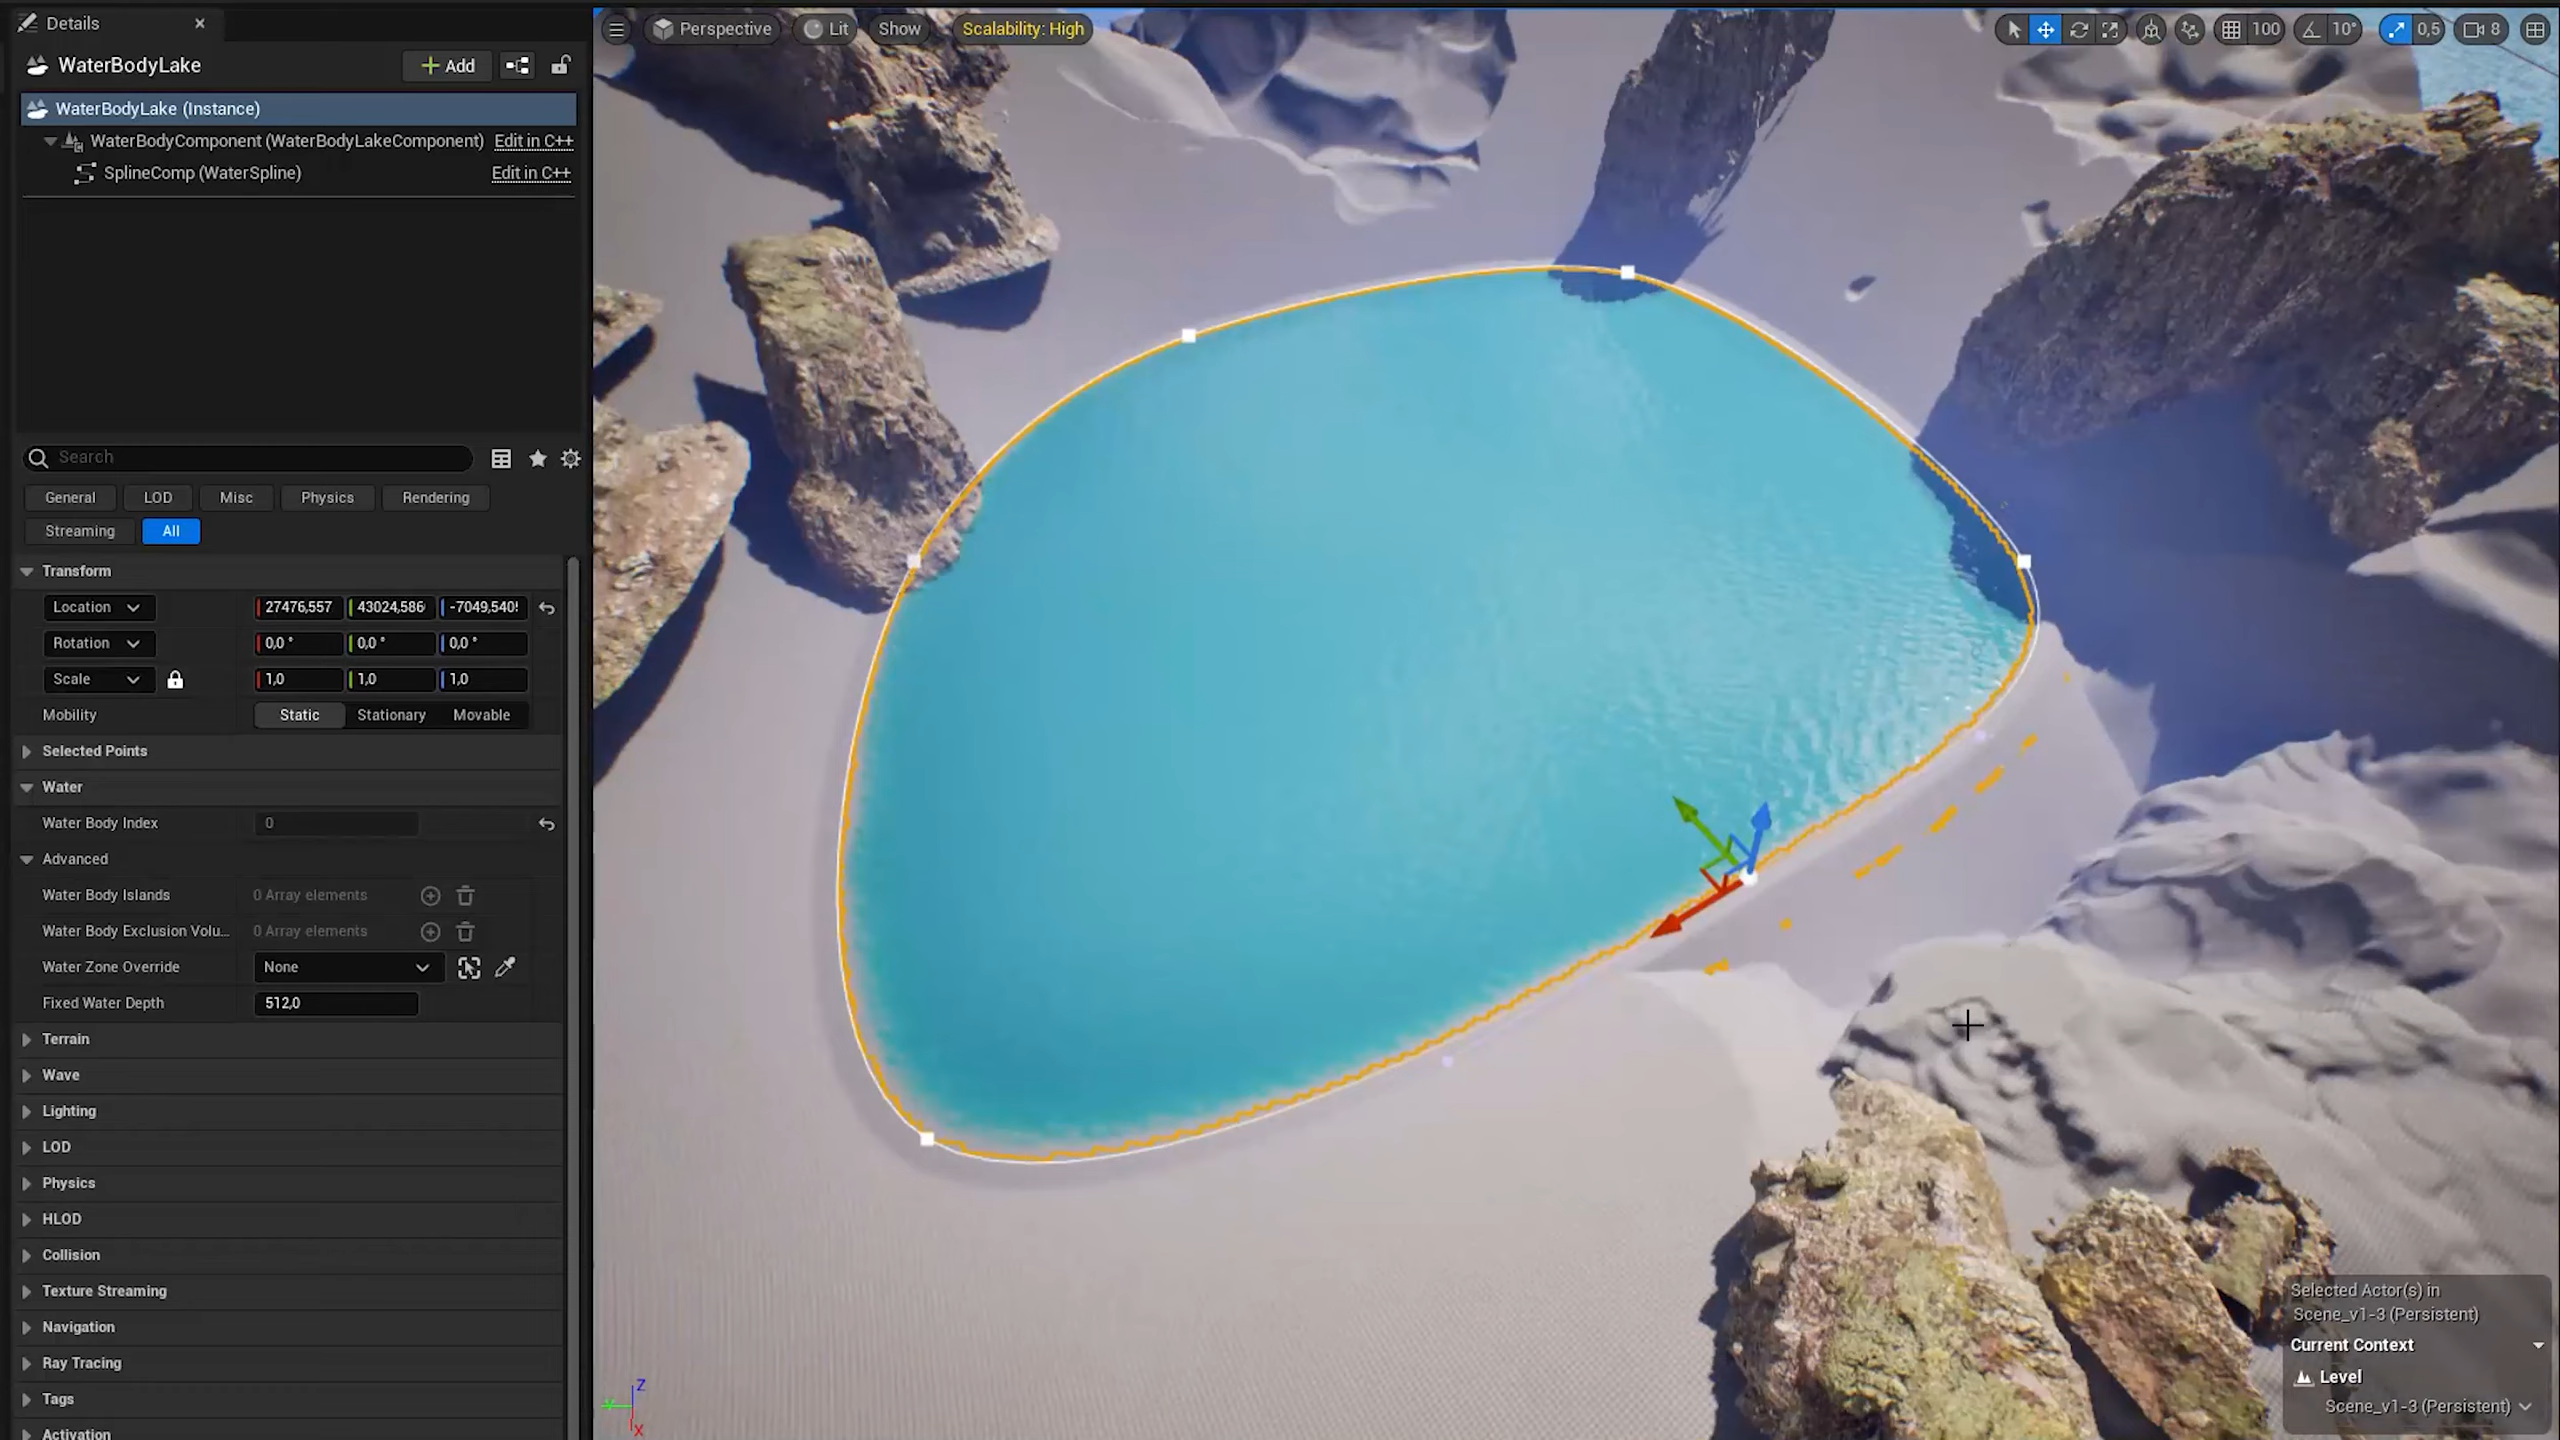 Details
WaterBodyLake
Add
WaterBodyLake (Instance)
WaterBodyComponent (WaterBodyLakeComponent) Edit in C++
SplineComp (WaterSpline) Edit in C++
Search
General LOD Misc Physics Rendering
Streaming All
Transform
Location 27476,557 43024,586 -7049,540
Rotation 0,0 ° 0,0 ° 0,0 °
Scale 1,0 1,0 1,0
Mobility Static Stationary Movable
Selected Points
Water
Water Body Index 0
Advanced
Water Body Islands 0 Array elements
Water Body Exclusion Volu... 0 Array elements
Water Zone Override None
Fixed Water Depth 512,0
Terrain
Wave
Lighting
LOD
Physics
HLOD
Collision
Texture Streaming
Navigation
Ray Tracing
Tags
Activation
Perspective Lit Show Scalability: High
100 10° 0,5 8
Z
Y
X
Selected Actor(s) in
Scene_v1-3 (Persistent)
Current Context
Level
Scene_v1-3 (Persistent)